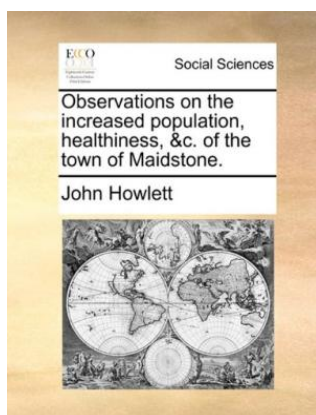 ECCO
Social Sciences
Observations on the
increased population,
healthiness, &c. of the
town of Maidstone.
John Howlett